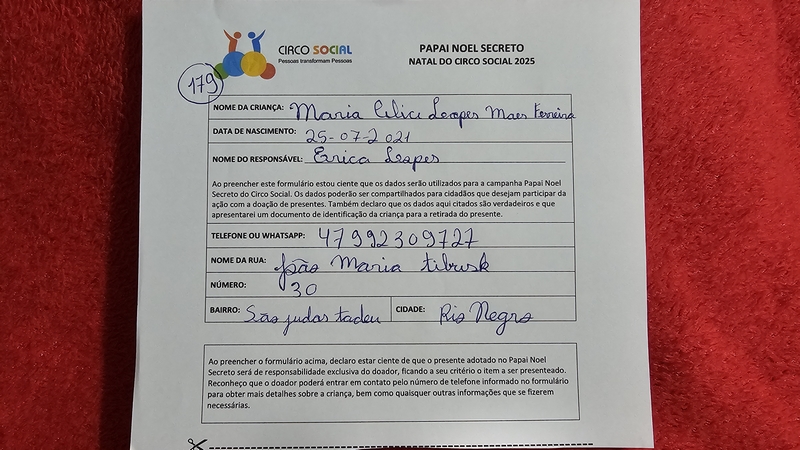 CIRCO SOCIAL
Pessoas transformam Pessoas
PAPAI NOEL SECRETO
NATAL DO CIRCO SOCIAL 2025
179
NOME DA CRIANÇA: Maria Lopes Maes Ferreira
DATA DE NASCIMENTO: 25-07-2021
NOME DO RESPONSÁVEL: Erica Lopes
Ao preencher este formulário estou ciente que os dados serão utilizados para a campanha Papai Noel
Secreto do Circo Social. Os dados poderão ser compartilhados para cidadãos que desejam participar da
ação com a doação de presentes. Também declaro que os dados aqui citados são verdadeiros e que
apresentarei um documento de identificação da criança para a retirada do presente.
TELEFONE OU WHATSAPP: 47992309727
NOME DA RUA: João Maria tibusk
NÚMERO: 30
BAIRRO: São judas tadeu CIDADE: Rio Negro
Ao preencher o formulário acima, declaro estar ciente de que o presente adotado no Papai Noel
Secreto será de responsabilidade exclusiva do doador, ficando a seu critério o item a ser presenteado.
Reconheço que o doador poderá entrar em contato pelo número de telefone informado no formulário
para obter mais detalhes sobre a criança, bem como quaisquer outras informações que se fizerem
necessárias.